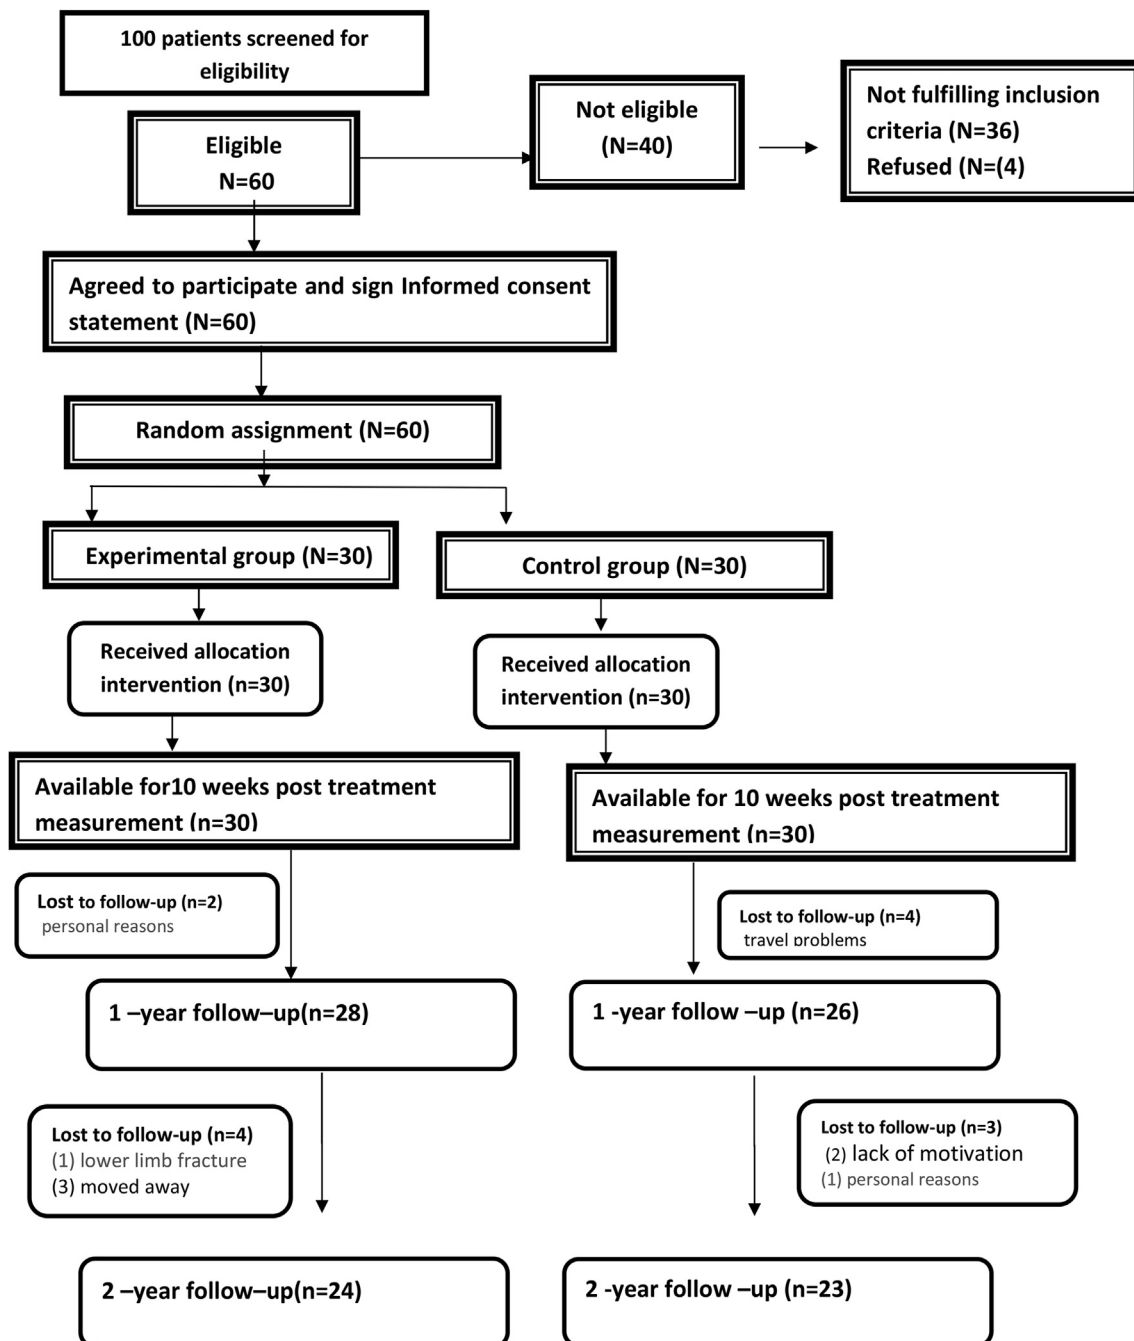 100 patients screened for
eligibility
Eligible
N=60
Not eligible
(N=40)
Not fulfilling inclusion
criteria (N=36)
Refused (N=(4)
Agreed to participate and sign Informed consent
statement (N=60)
Random assignment (N=60)
Experimental group (N=30)
Control group (N=30)
Received allocation
intervention (n=30)
Received allocation
intervention (n=30)
Available for10 weeks post treatment
measurement (n=30)
Available for 10 weeks post treatment
measurement (n=30)
Lost to follow-up (n=2)
personal reasons
Lost to follow-up (n=4)
travel problems
1 –year follow–up(n=28)
1 -year follow –up (n=26)
Lost to follow-up (n=4)
(1) lower limb fracture
(3) moved away
Lost to follow-up (n=3)
(2) lack of motivation
(1) personal reasons
2 –year follow–up(n=24)
2 -year follow –up (n=23)